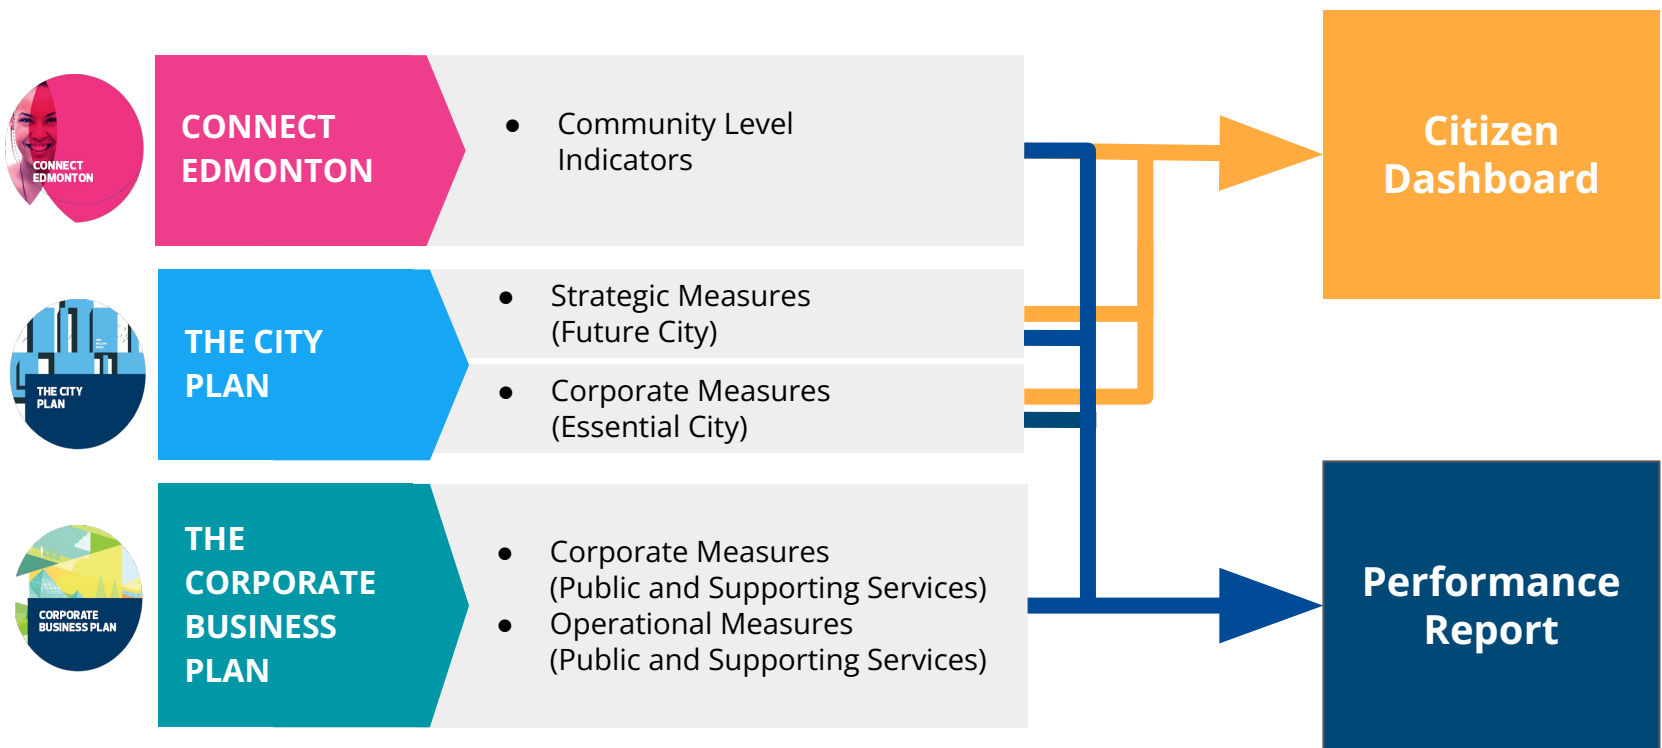 CONNECT
EDMONTON
CONNECT
EDMONTON
● Community Level
Indicators
THE CITY
PLAN
THE CITY
PLAN
● Strategic Measures
(Future City)
● Corporate Measures
(Essential City)
CORPORATE
BUSINESS PLAN
THE
CORPORATE
BUSINESS
PLAN
● Corporate Measures
(Public and Supporting Services)
● Operational Measures
(Public and Supporting Services)
Citizen
Dashboard
Performance
Report